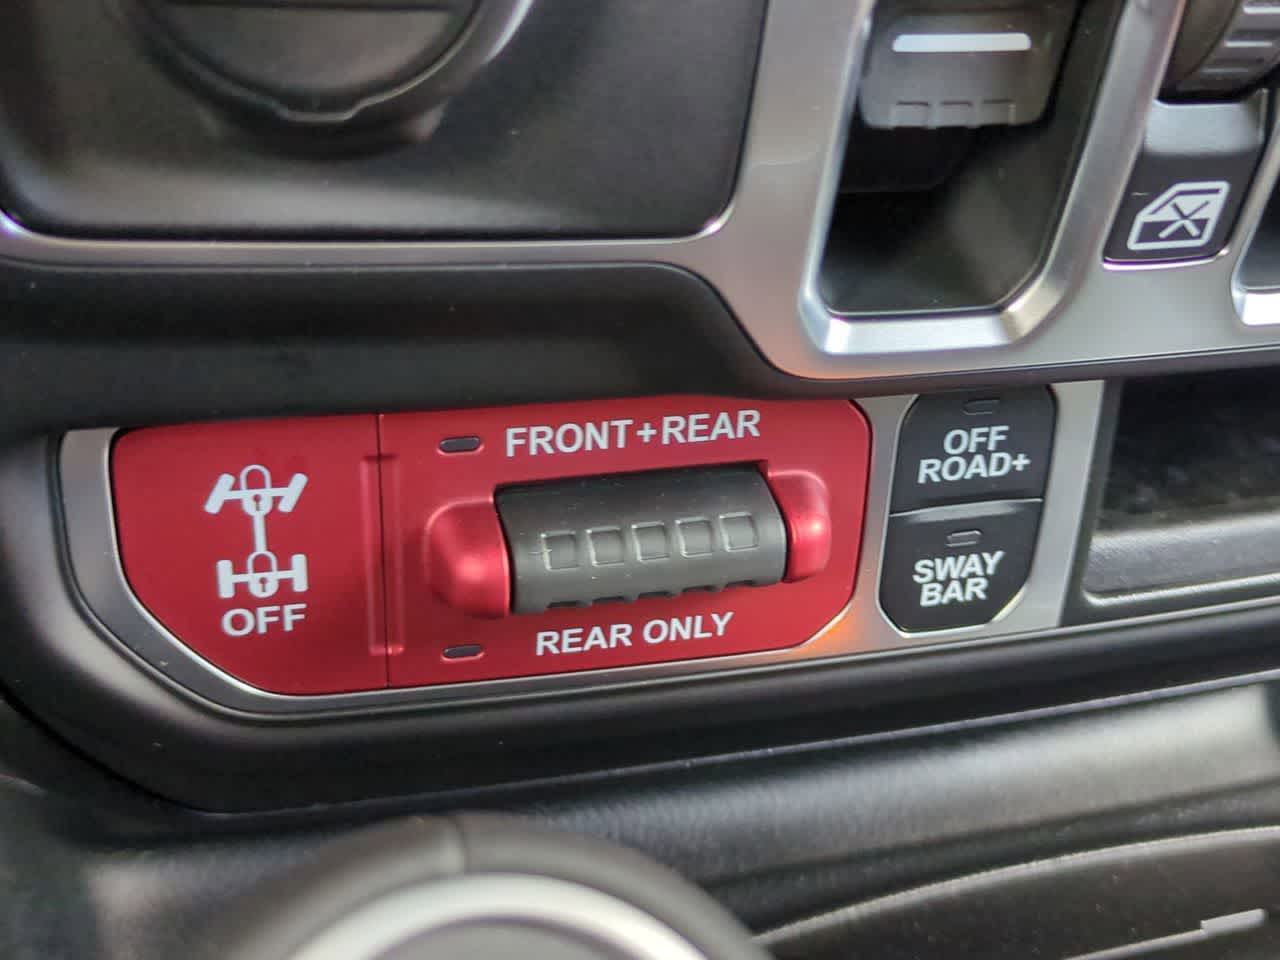 FRONT+REAR
OFF
REAR ONLY
OFF
ROAD+
SWAY
BAR